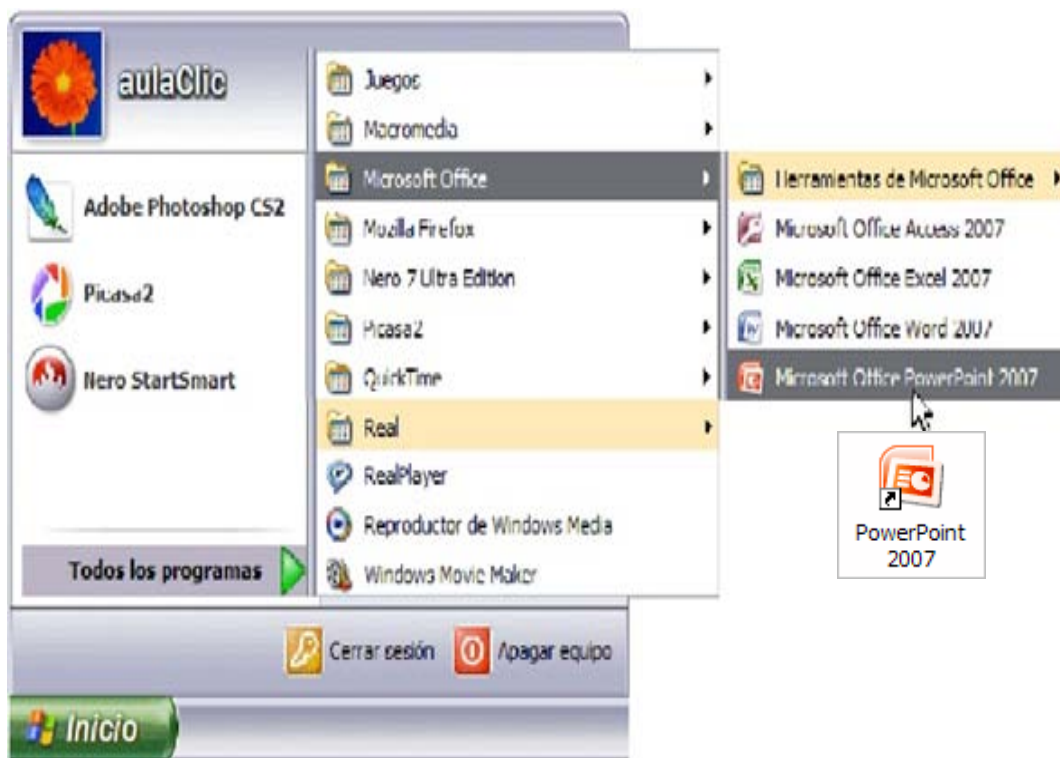 aulaClic
Adobe Photoshop CS2
Picasa2
Nero StartSmart
Todos los programas
Juegos
Macromedia
Microsoft Office
Mozilla Firefox
Nero 7 Ultra Edition
Picasa2
QuickTime
Real
RealPlayer
Reproductor de Windows Media
Windows Movie Maker
Herramientas de Microsoft Office
Microsoft Office Access 2007
Microsoft Office Excel 2007
Microsoft Office Word 2007
Microsoft Office PowerPoint 2007
PowerPoint
2007
Cerrar sesión
Apagar equipo
Inicio